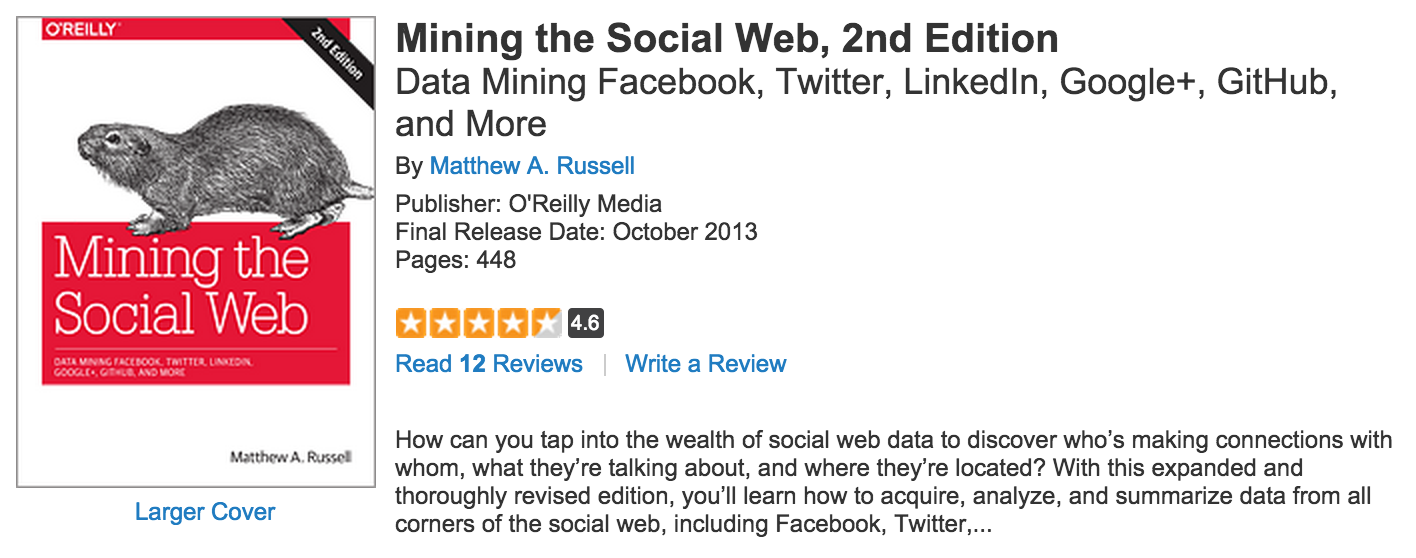 O'REILLY®
2nd Edition
Mining the
Social Web
DATA MINING FACEBOOK, TWITTER, LINKEDIN,
GOOGLE+, GITHUB, AND MORE
Matthew A. Russell
Larger Cover
Mining the Social Web, 2nd Edition
Data Mining Facebook, Twitter, LinkedIn, Google+, GitHub,
and More
By Matthew A. Russell
Publisher: O'Reilly Media
Final Release Date: October 2013
Pages: 448
4.6
Read 12 Reviews | Write a Review
How can you tap into the wealth of social web data to discover who’s making connections with
whom, what they’re talking about, and where they’re located? With this expanded and
thoroughly revised edition, you’ll learn how to acquire, analyze, and summarize data from all
corners of the social web, including Facebook, Twitter,...